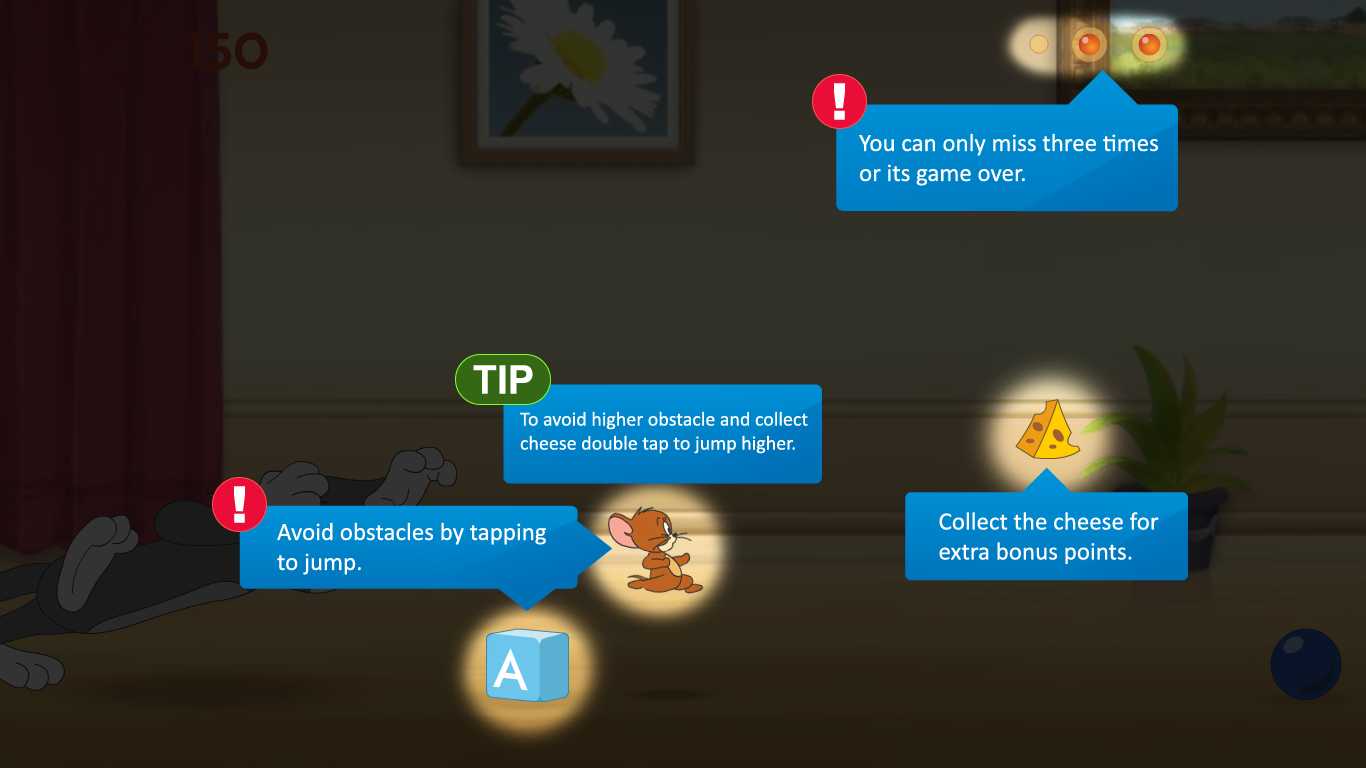 150
!
You can only miss three times
or its game over.
TIP
To avoid higher obstacle and collect
cheese double tap to jump higher.
!
Avoid obstacles by tapping
to jump.
Collect the cheese for
extra bonus points.
A